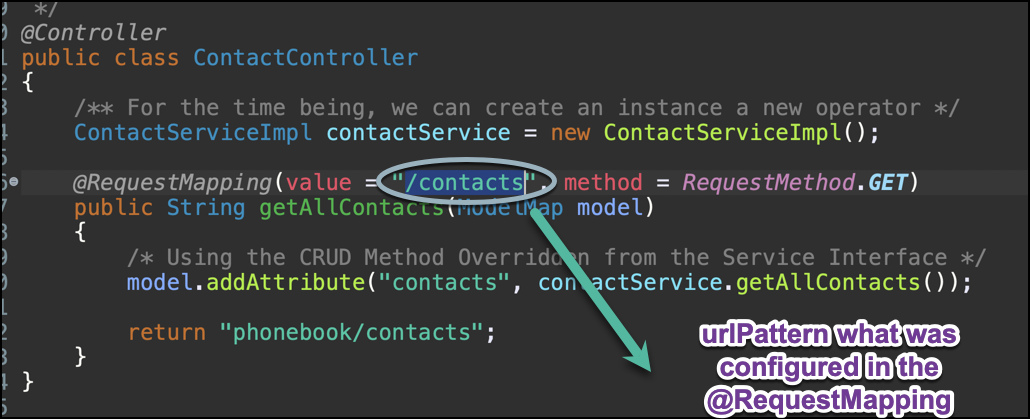 */
@Controller
public class ContactController
{
/** For the time being, we can create an instance a new operator */
ContactServiceImpl contactService = new ContactServiceImpl();
@RequestMapping(value = "/contacts", method = RequestMethod.GET)
public String getAllContacts(ModelMap model)
{
/* Using the CRUD Method Overridden from the Service Interface */
model.addAttribute("contacts", contactService.getAllContacts());
return "phonebook/contacts";
}
}
urlPattern what was
configured in the
@RequestMapping